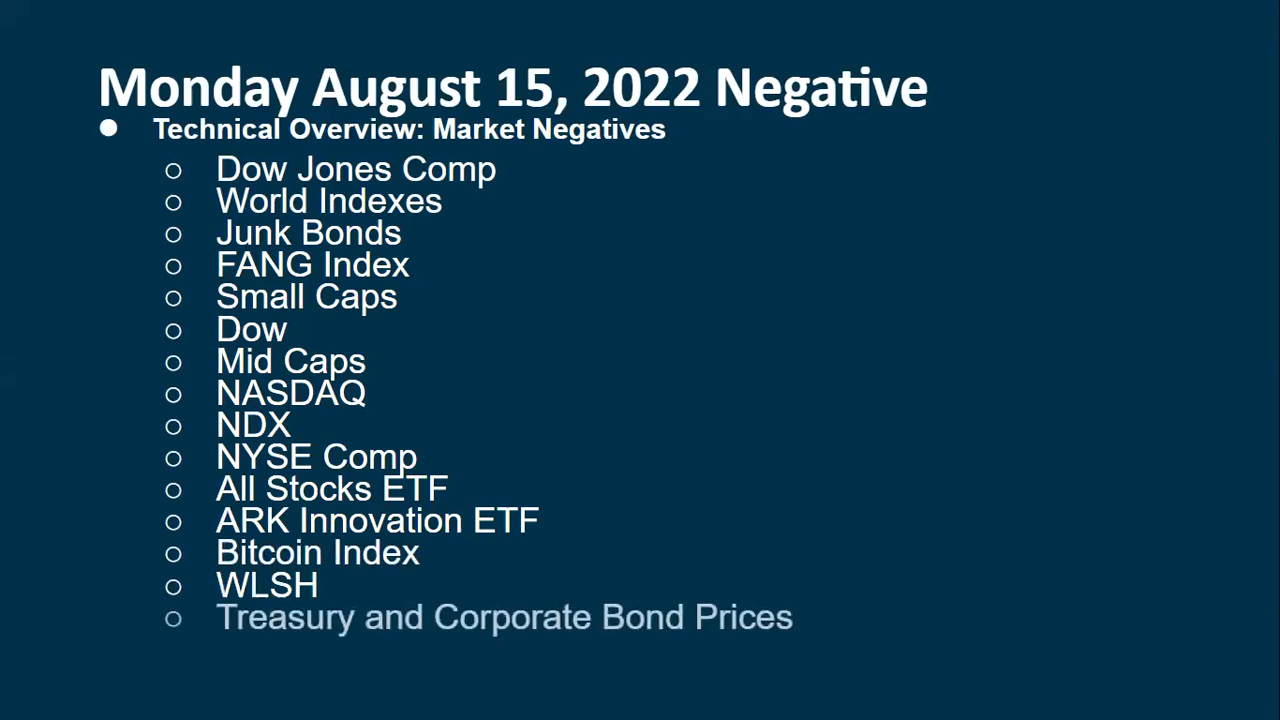 Monday August 15, 2022 Negative
● Technical Overview: Market Negatives
○ Dow Jones Comp
○ World Indexes
○ Junk Bonds
○ FANG Index
○ Small Caps
○ Dow
○ Mid Caps
○ NASDAQ
○ NDX
○ NYSE Comp
○ All Stocks ETF
○ ARK Innovation ETF
○ Bitcoin Index
○ WLSH
○ Treasury and Corporate Bond Prices